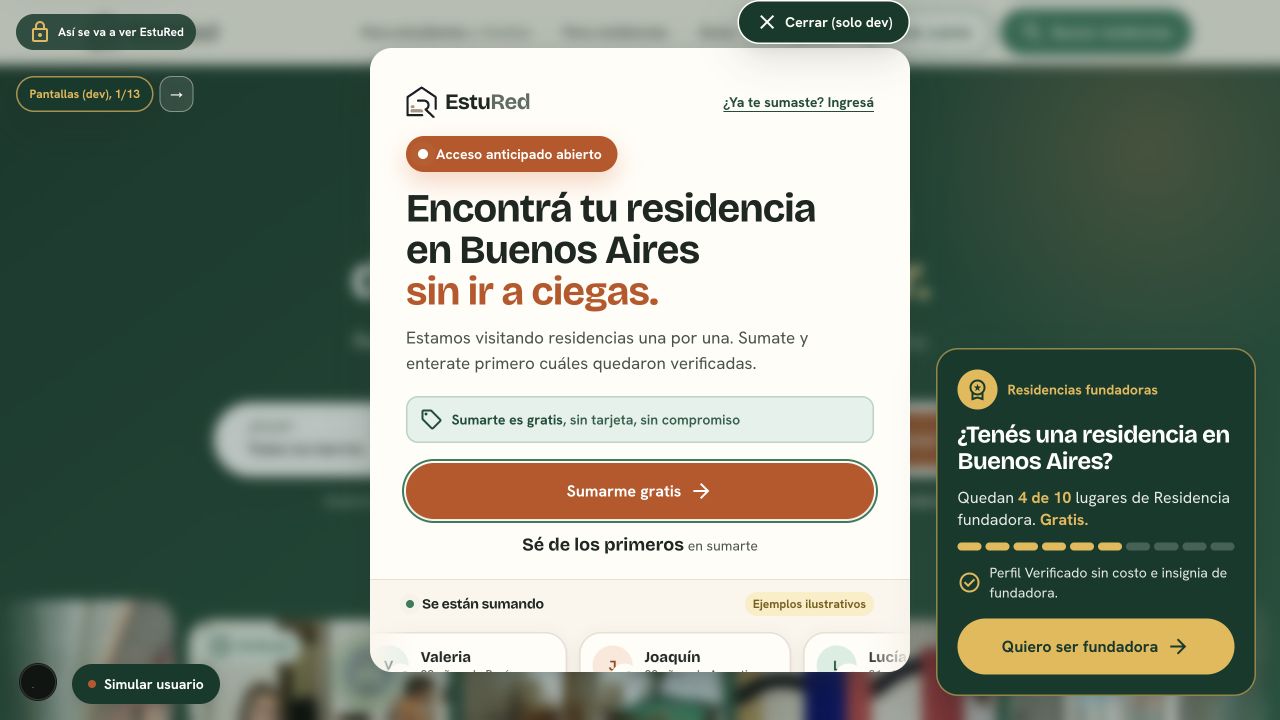 Así se va a ver EstuRed
Cerrar (solo dev)
Pantallas (dev), 1/13
→
EstuRed
¿Ya te sumaste? Ingresá
Acceso anticipado abierto
Encontrá tu residencia
en Buenos Aires
sin ir a ciegas.
Estamos visitando residencias una por una. Sumate y
enterate primero cuáles quedaron verificadas.
Sumarte es gratis, sin tarjeta, sin compromiso
Sumarme gratis →
Sé de los primeros en sumarte
Se están sumando
Ejemplos ilustrativos
Valeria
Joaquín
Lucía
Residencias fundadoras
¿Tenés una residencia en
Buenos Aires?
Quedan 4 de 10 lugares de Residencia
fundadora. Gratis.
Perfil Verificado sin costo e insignia de
fundadora.
Quiero ser fundadora →
Simular usuario